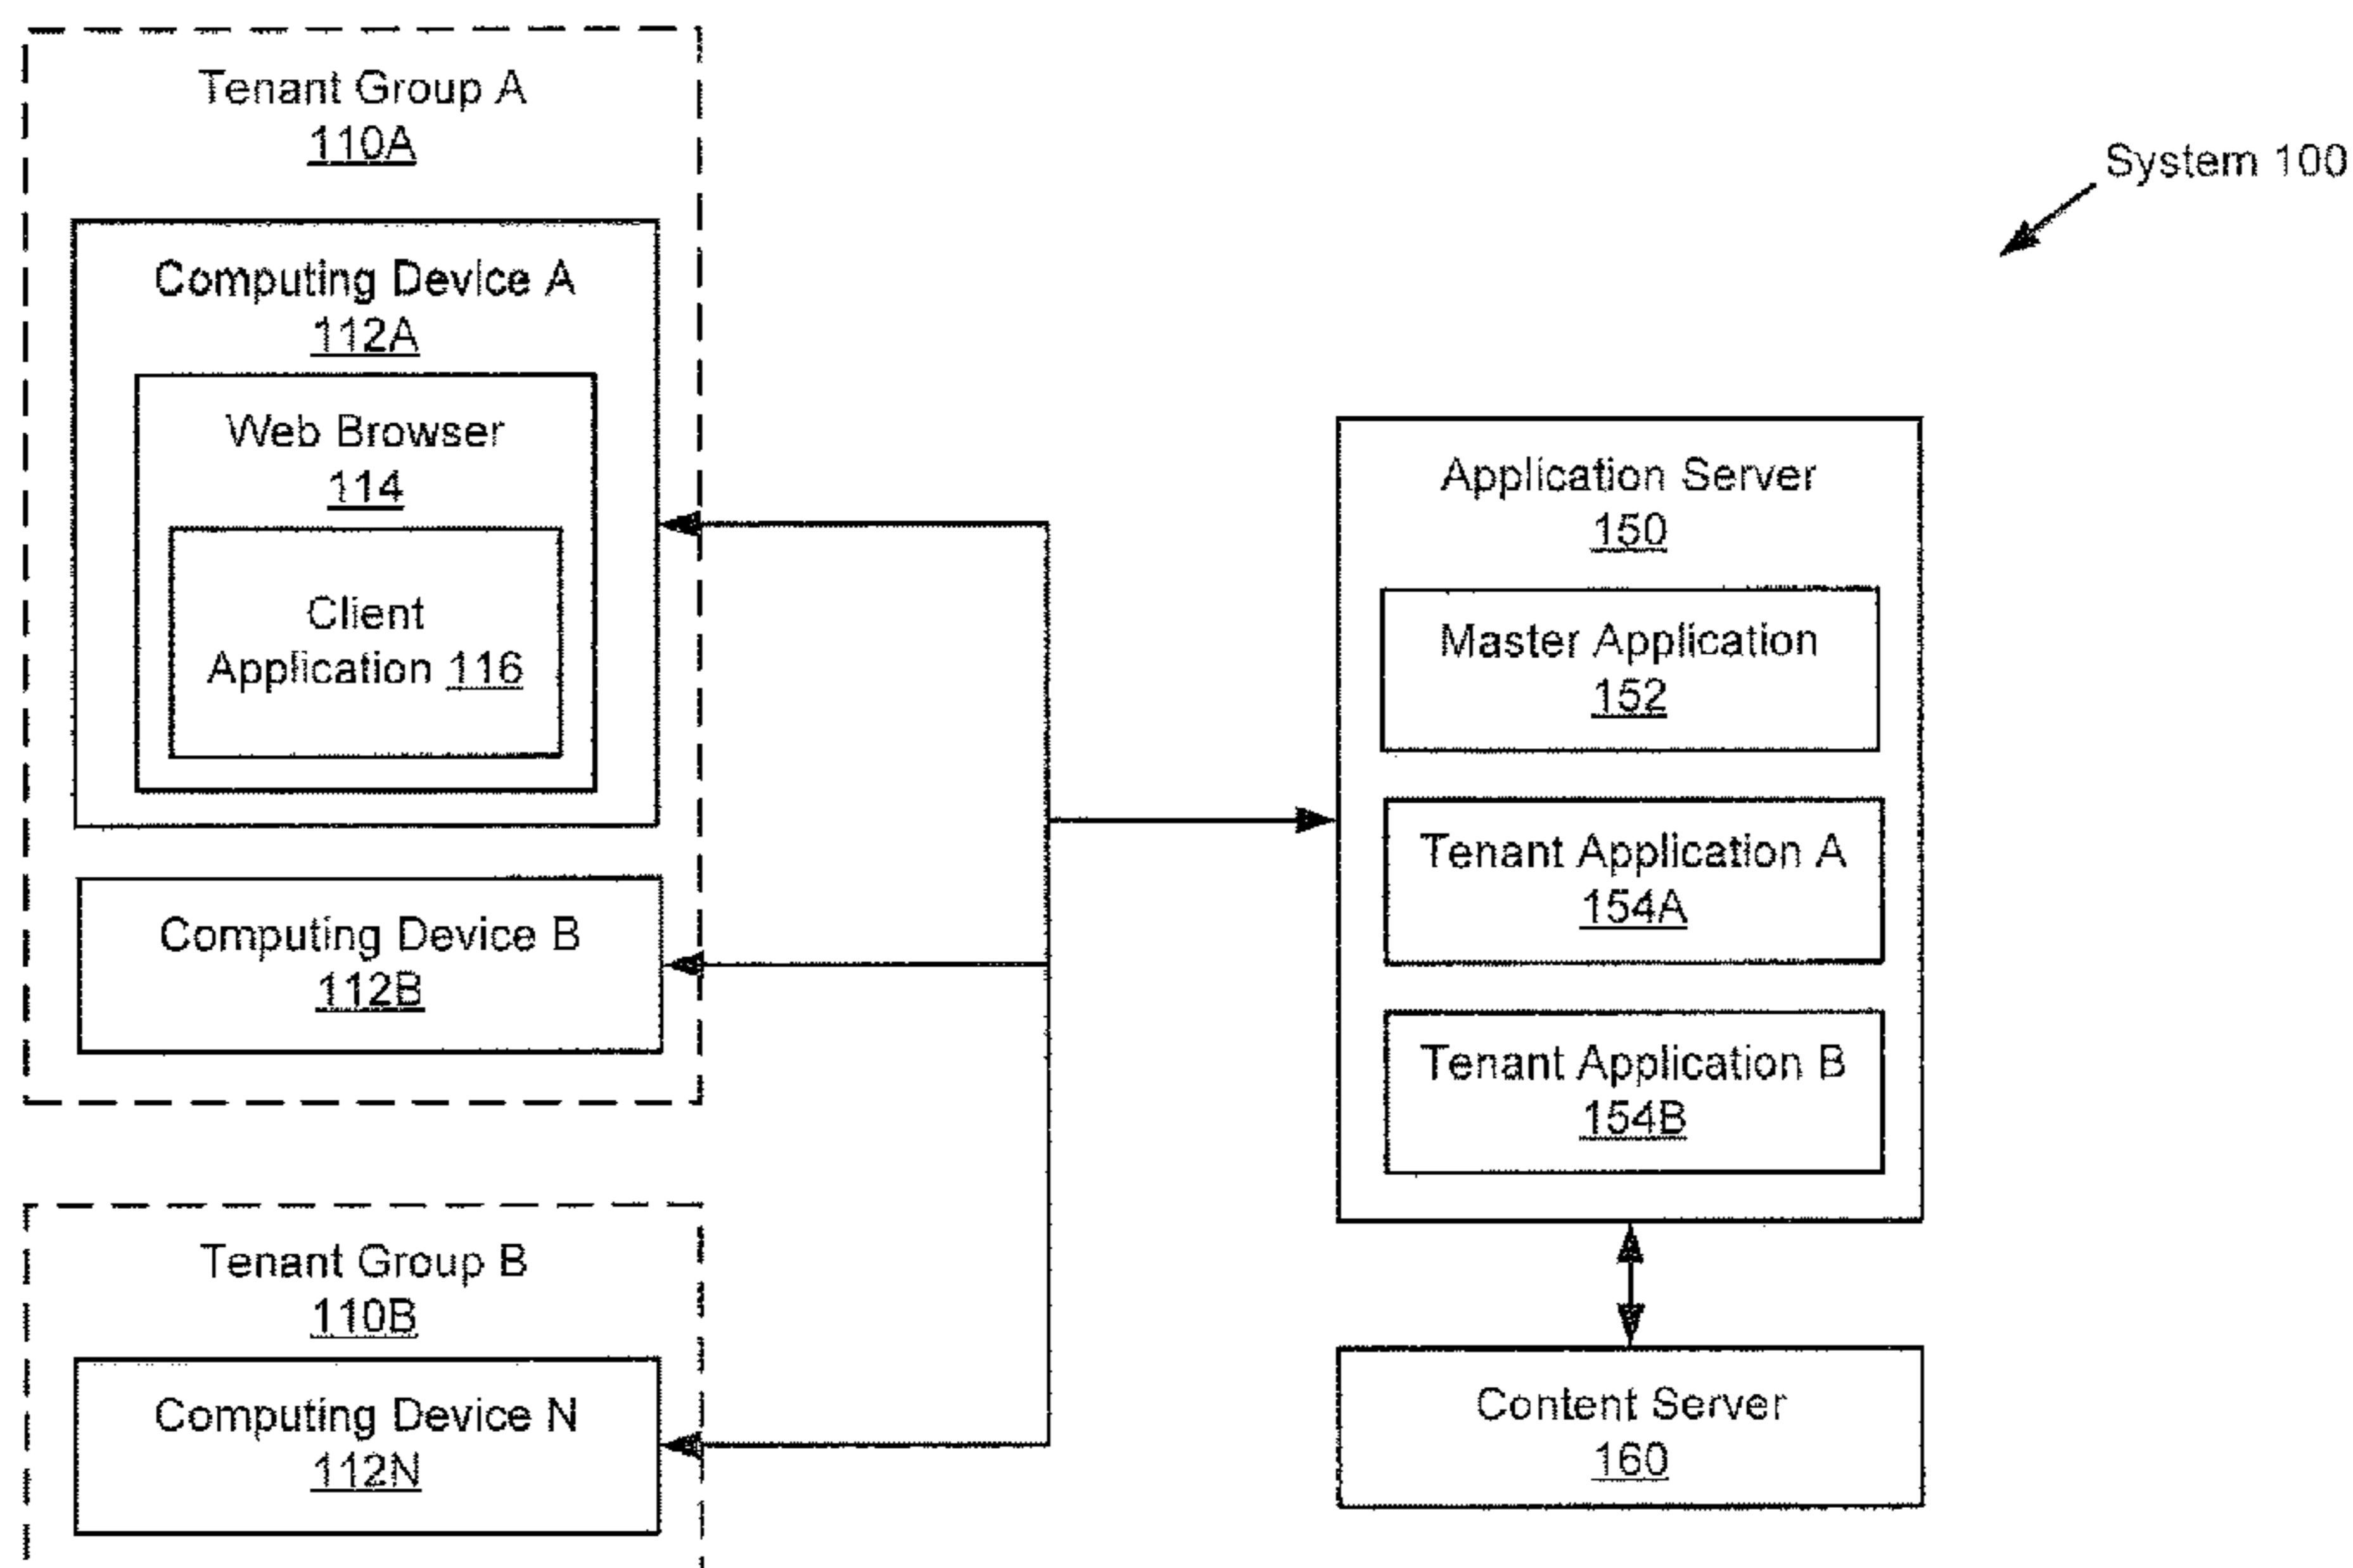 Tenant Group A
110A
Computing Device A
112A
Web Browser
114
Client
Application 116
Computing Device B
112B
Tenant Group B
110B
Computing Device N
112N
System 100
Application Server
150
Master Application
152
Tenant Application A
154A
Tenant Application B
154B
Content Server
160